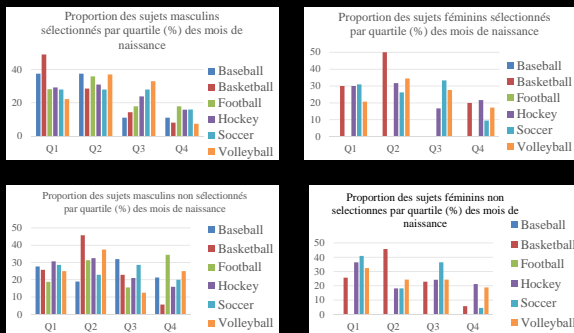 Proportion des sujets masculins
sélectionnés par quartile (%) des mois de
naissance
40
20
0
Q1 Q2 Q3 Q4
Baseball
Basketball
Football
Hockey
Soccer
Volleyball
Proportion des sujets féminins sélectionnés
par quartile (%) des mois de naissance
50
40
30
20
10
0
Q1 Q2 Q3 Q4
Baseball
Basketball
Football
Hockey
Soccer
Volleyball
Proportion des sujets masculins non sélectionnés
par quartile (%) des mois de naissance
50
40
30
20
10
0
Q1 Q2 Q3 Q4
Baseball
Basketball
Football
Hockey
Soccer
Volleyball
Proportion des sujets féminins non
selectionnes par quartile (%) des mois de
naissance
50
40
30
20
10
0
Q1 Q2 Q3 Q4
Baseball
Basketball
Football
Hockey
Soccer
Volleyball